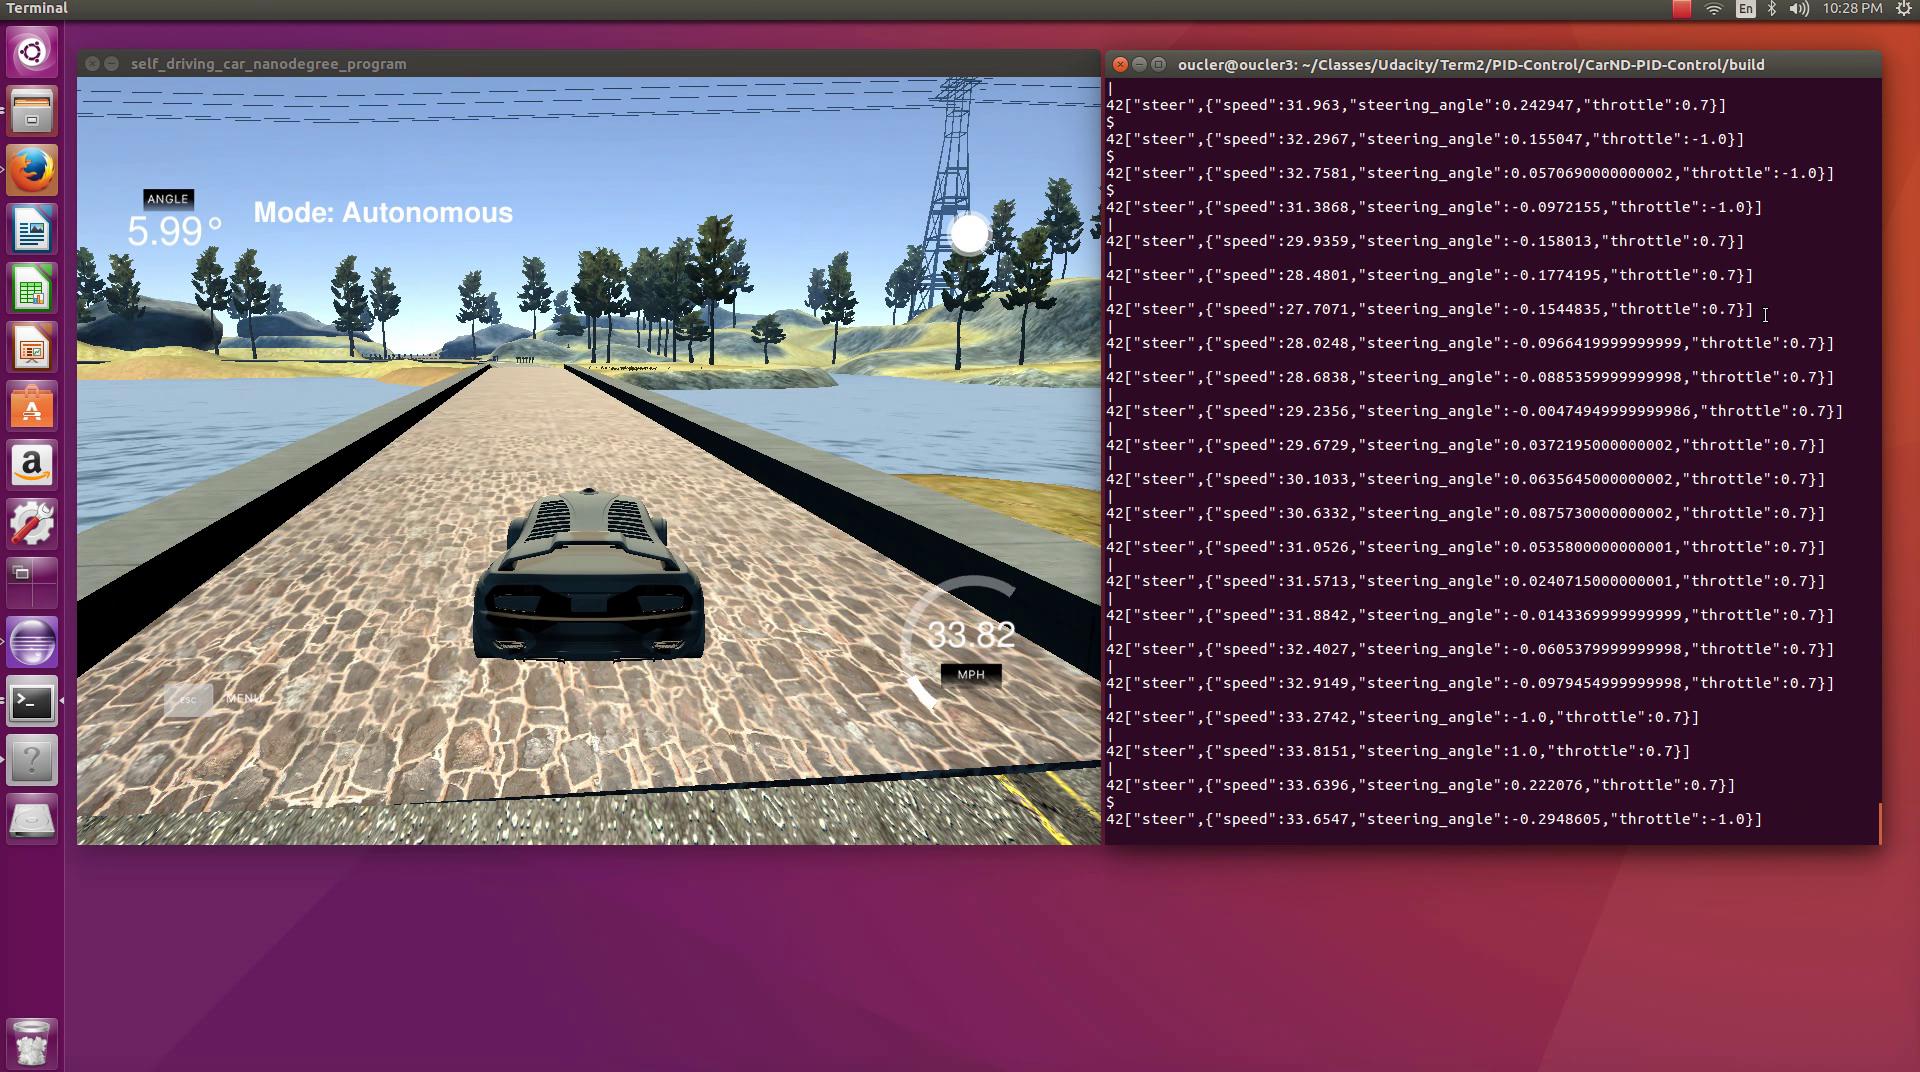 Terminal
En
10:28 PM
self_driving_car_nanodegree_program
ANGLE
5.99°
Mode: Autonomous
33.82
MPH
ESC MENU
oucler@oucler3: ~/Classes/Udacity/Term2/PID-Control/CarND-PID-Control/build
|
42["steer",{"speed":31.963,"steering_angle":0.242947,"throttle":0.7}]
$
42["steer",{"speed":32.2967,"steering_angle":0.155047,"throttle":-1.0}]
$
42["steer",{"speed":32.7581,"steering_angle":0.0570690000000002,"throttle":-1.0}]
$
42["steer",{"speed":31.3868,"steering_angle":-0.0972155,"throttle":-1.0}]
|
42["steer",{"speed":29.9359,"steering_angle":-0.158013,"throttle":0.7}]
|
42["steer",{"speed":28.4801,"steering_angle":-0.1774195,"throttle":0.7}]
|
42["steer",{"speed":27.7071,"steering_angle":-0.1544835,"throttle":0.7}]
|
42["steer",{"speed":28.0248,"steering_angle":-0.0966419999999999,"throttle":0.7}]
|
42["steer",{"speed":28.6838,"steering_angle":-0.0885359999999998,"throttle":0.7}]
|
42["steer",{"speed":29.2356,"steering_angle":-0.00474949999999986,"throttle":0.7}]
|
42["steer",{"speed":29.6729,"steering_angle":0.0372195000000002,"throttle":0.7}]
|
42["steer",{"speed":30.1033,"steering_angle":0.0635645000000002,"throttle":0.7}]
|
42["steer",{"speed":30.6332,"steering_angle":0.0875730000000002,"throttle":0.7}]
|
42["steer",{"speed":31.0526,"steering_angle":0.0535800000000001,"throttle":0.7}]
|
42["steer",{"speed":31.5713,"steering_angle":0.0240715000000001,"throttle":0.7}]
|
42["steer",{"speed":31.8842,"steering_angle":-0.0143369999999999,"throttle":0.7}]
|
42["steer",{"speed":32.4027,"steering_angle":-0.0605379999999998,"throttle":0.7}]
|
42["steer",{"speed":32.9149,"steering_angle":-0.0979454999999998,"throttle":0.7}]
|
42["steer",{"speed":33.2742,"steering_angle":-1.0,"throttle":0.7}]
|
42["steer",{"speed":33.8151,"steering_angle":1.0,"throttle":0.7}]
|
42["steer",{"speed":33.6396,"steering_angle":0.222076,"throttle":0.7}]
$
42["steer",{"speed":33.6547,"steering_angle":-0.2948605,"throttle":-1.0}]